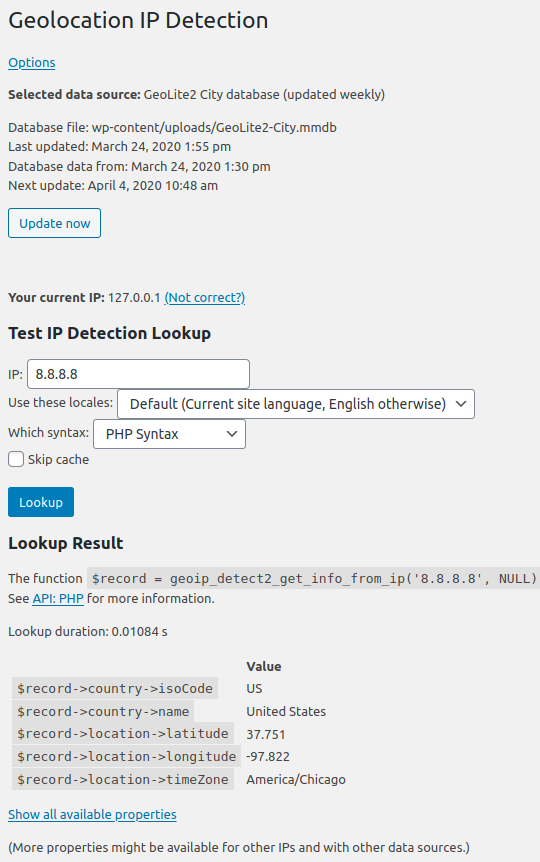 Geolocation IP Detection
Options
Selected data source: GeoLite2 City database (updated weekly)
Database file: wp-content/uploads/GeoLite2-City.mmdb
Last updated: March 24, 2020 1:55 pm
Database data from: March 24, 2020 1:30 pm
Next update: April 4, 2020 10:48 am
Update now
Your current IP: 127.0.0.1 (Not correct?)
Test IP Detection Lookup
IP: 8.8.8.8
Use these locales: Default (Current site language, English otherwise)
Which syntax: PHP Syntax
Skip cache
Lookup
Lookup Result
The function $record = geoip_detect2_get_info_from_ip('8.8.8.8', NULL)
See API: PHP for more information.
Lookup duration: 0.01084 s
Value
$record->country->isoCode US
$record->country->name United States
$record->location->latitude 37.751
$record->location->longitude -97.822
$record->location->timeZone America/Chicago
Show all available properties
(More properties might be available for other IPs and with other data sources.)